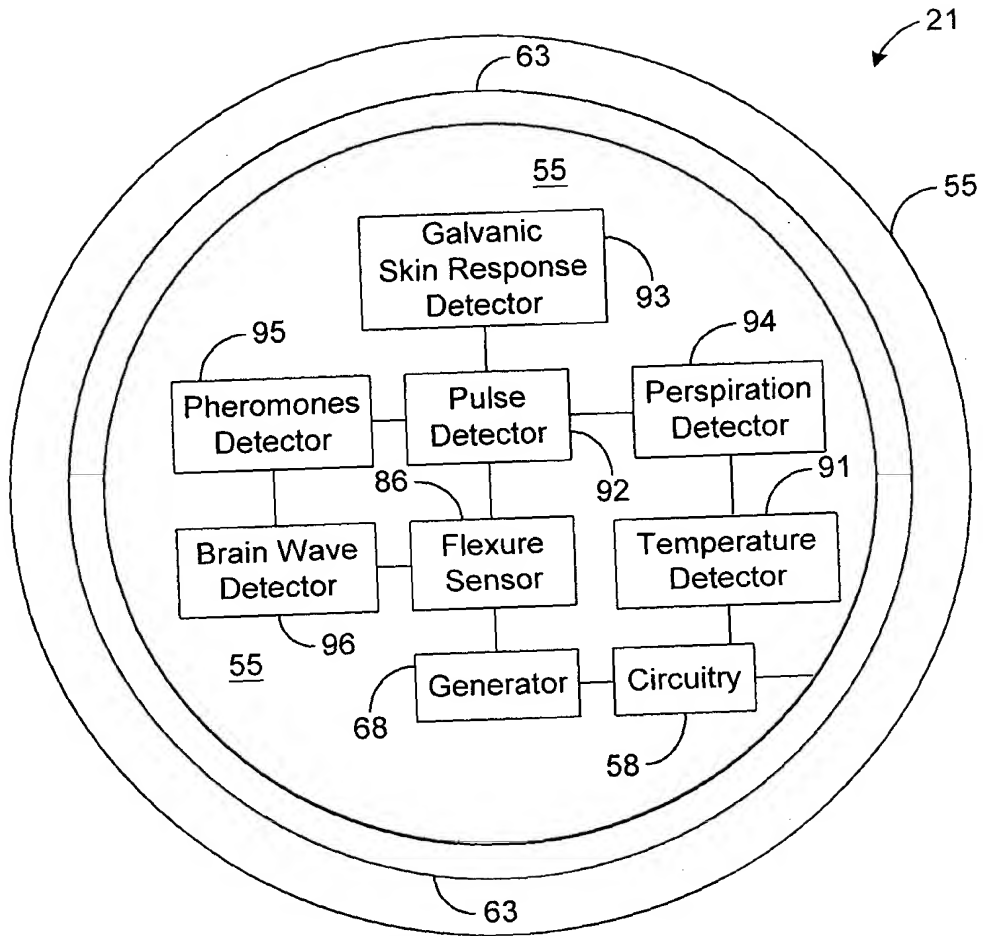 21
63
55
55
Galvanic
Skin Response
Detector
93
95
94
Pheromones
Detector
Pulse
Detector
Perspiration
Detector
86
92
91
Brain Wave
Detector
Flexure
Sensor
Temperature
Detector
96
55
68
Generator
Circuitry
58
63